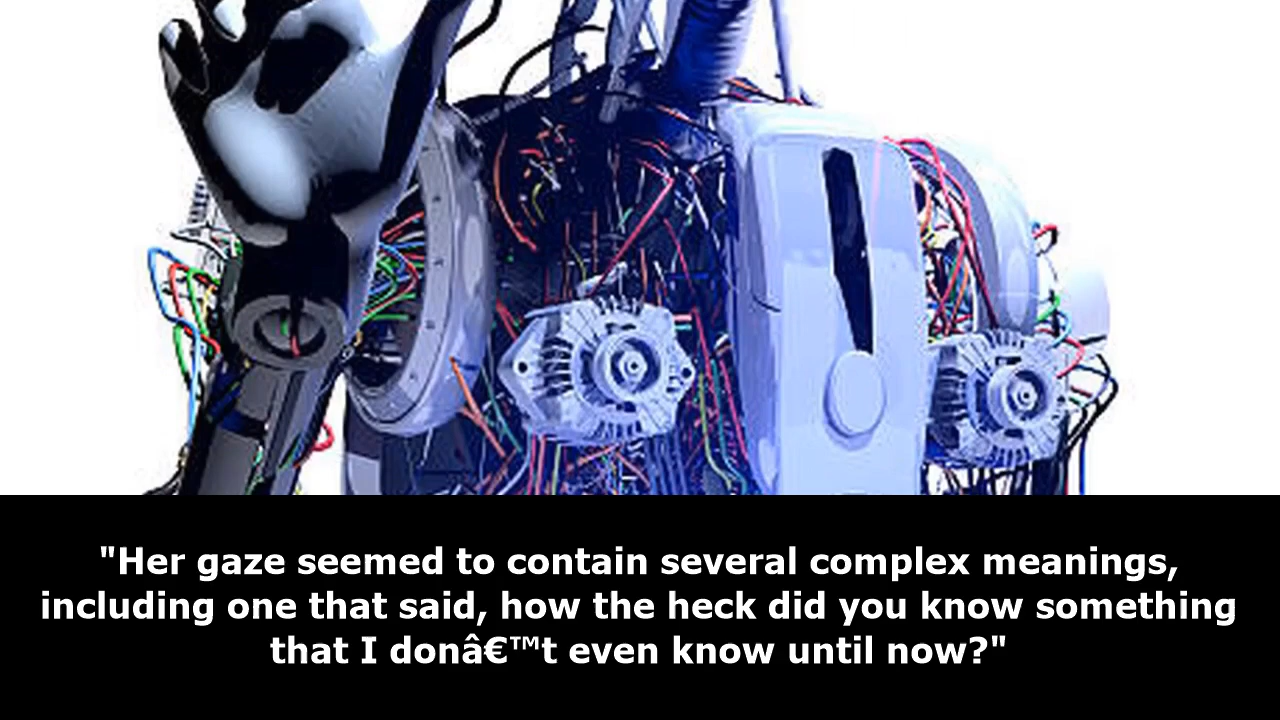 "Her gaze seemed to contain several complex meanings,
including one that said, how the heck did you know something
that I donâ€™t even know until now?"